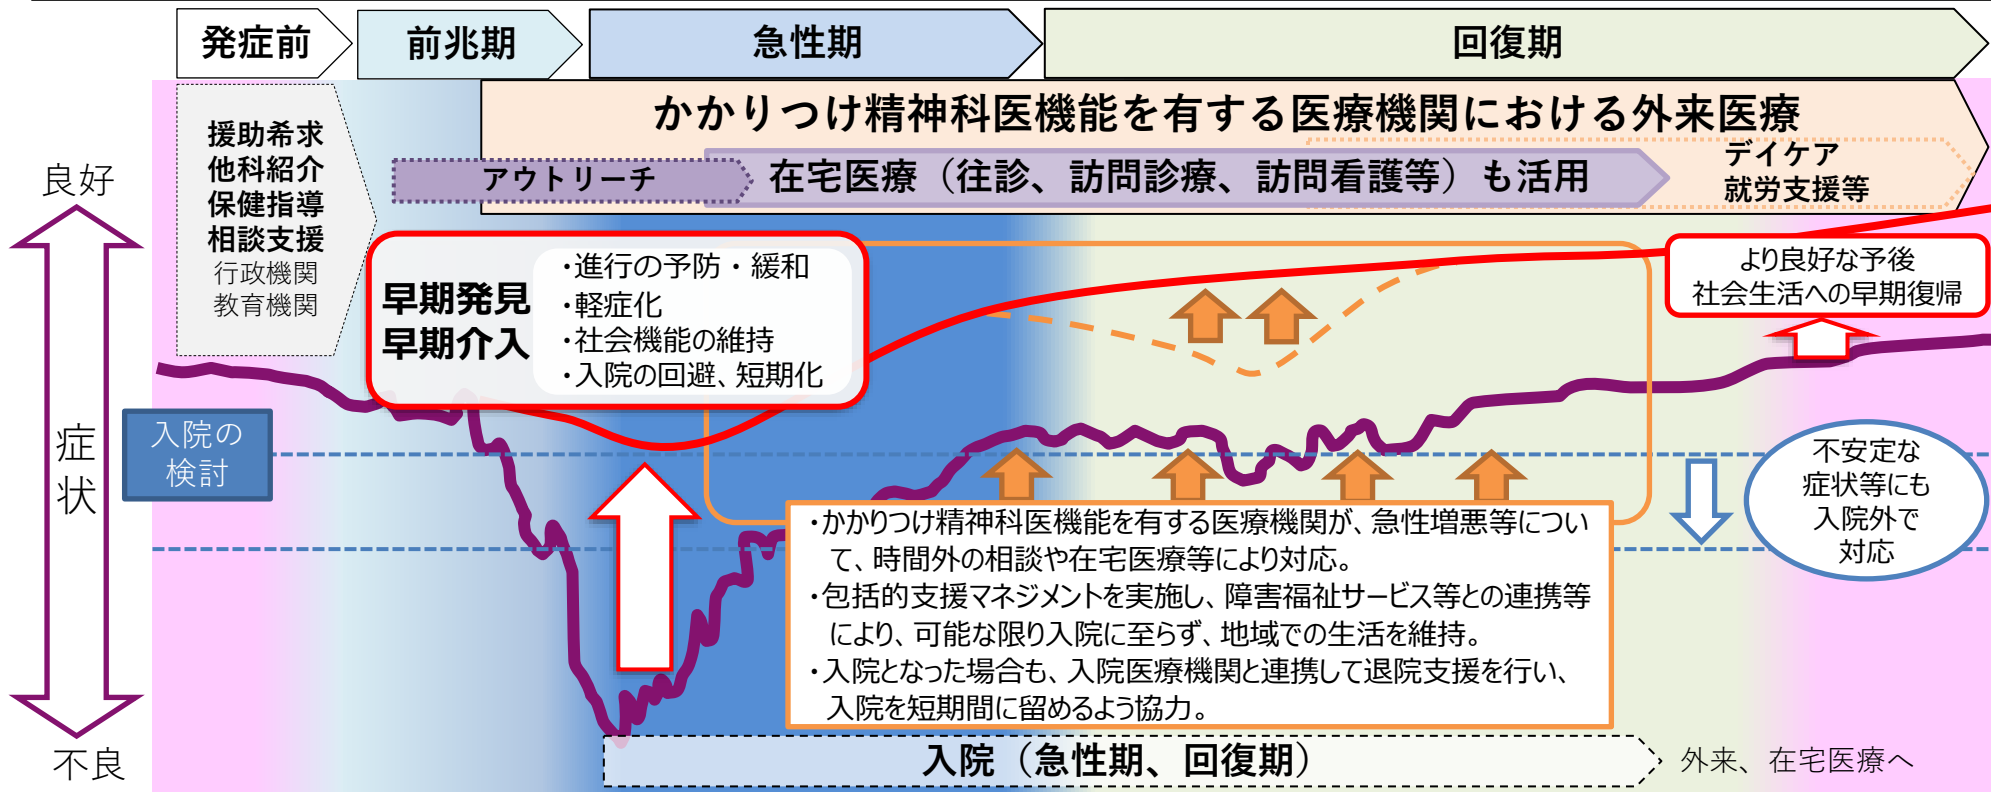 発症前
前兆期
急性期
回復期
かかりつけ精神科医機能を有する医療機関における外来医療
援助希求
他科紹介
保健指導
相談支援
行政機関
教育機関
アウトリーチ
在宅医療（往診、訪問診療、訪問看護等）も活用
デイケア
就労支援等
良好
症状
不良
早期発見
早期介入
・進行の予防・緩和
・軽症化
・社会機能の維持
・入院の回避、短期化
より良好な予後
社会生活への早期復帰
入院の
検討
不安定な
症状等にも
入院外で
対応
・かかりつけ精神科医機能を有する医療機関が、急性増悪等につい
て、時間外の相談や在宅医療等により対応。
・包括的支援マネジメントを実施し、障害福祉サービス等との連携等
により、可能な限り入院に至らず、地域での生活を維持。
・入院となった場合も、入院医療機関と連携して退院支援を行い、
入院を短期間に留めるよう協力。
入院（急性期、回復期）
外来、在宅医療へ